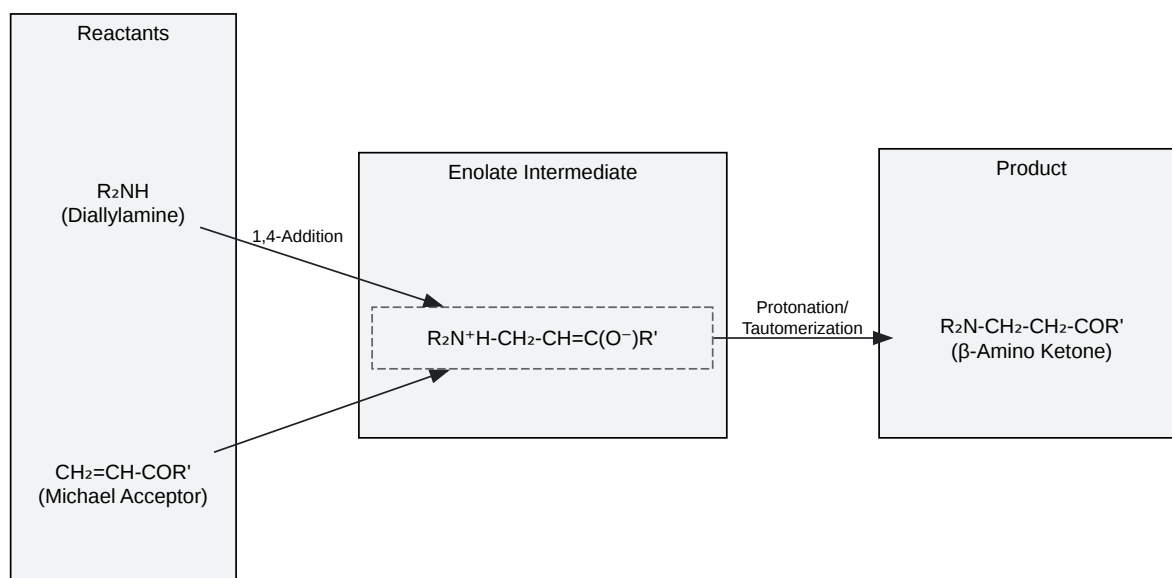 Reactants
R₂NH
(Diallylamine)
CH₂=CH-COR'
(Michael Acceptor)
1,4-Addition
Enolate Intermediate
R₂N⁺H-CH₂-CH=C(O⁻)R'
Protonation/
Tautomerization
Product
R₂N-CH₂-CH₂-COR'
(β-Amino Ketone)